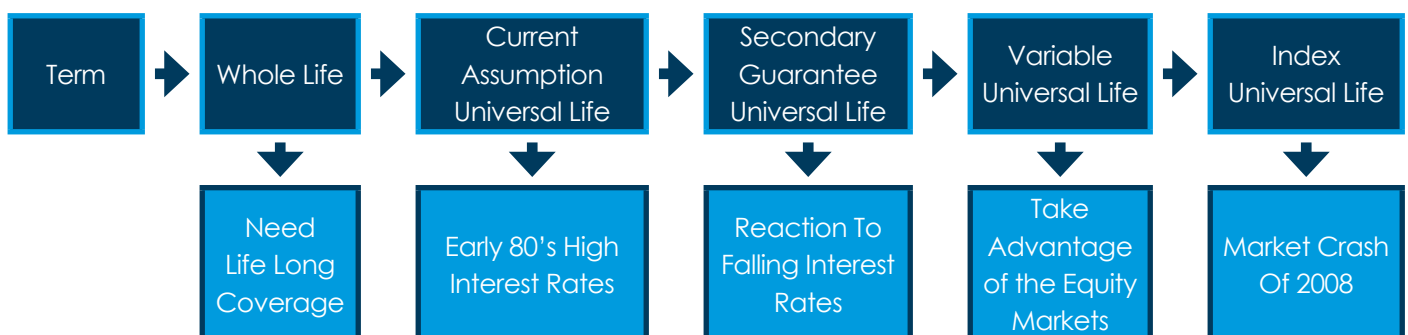 Term
Whole Life
Current
Assumption
Universal Life
Secondary
Guarantee
Universal Life
Variable
Universal Life
Index
Universal Life
Need
Life Long
Coverage
Early 80’s High
Interest Rates
Reaction To
Falling Interest
Rates
Take
Advantage
of the Equity
Markets
Market Crash
Of 2008